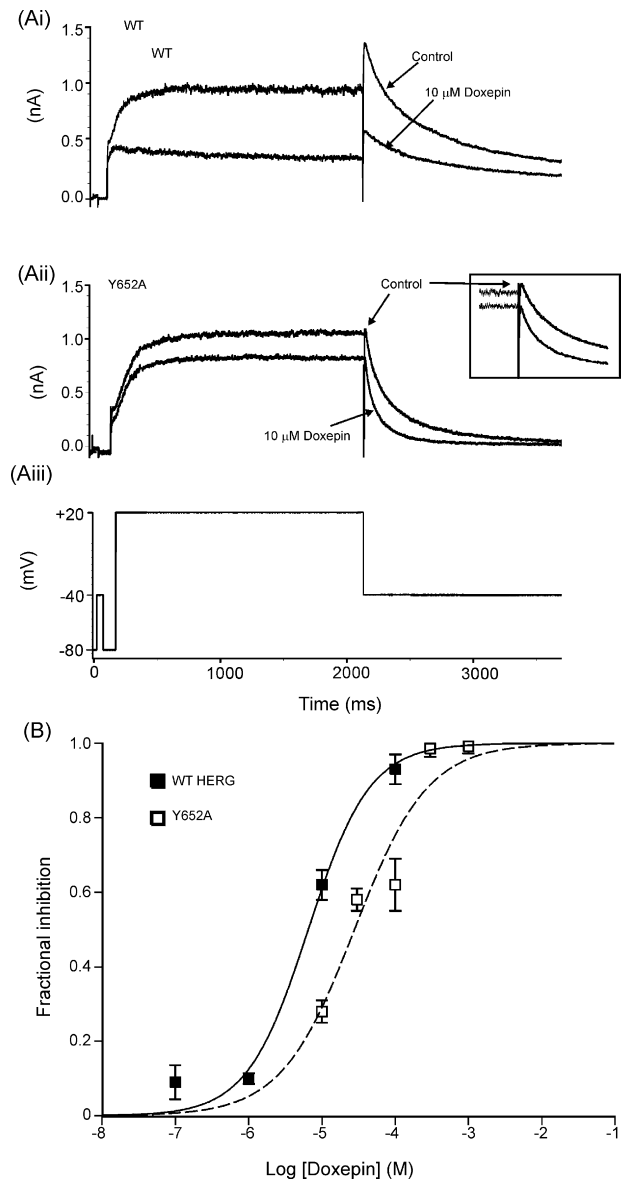 (Ai)
WT
WT
1.5
1.0
0.5
0.0
(nA)
Control
10 µM Doxepin
(Aii)
Y652A
1.5
1.0
0.5
0.0
(nA)
Control
10 µM Doxepin
(Aiii)
+20
-40
-80
(mV)
0
1000
2000
3000
Time (ms)
(B)
1.0
0.8
0.6
0.4
0.2
0
Fractional inhibition
WT HERG
Y652A
-8
-7
-6
-5
-4
-3
-2
-1
Log [Doxepin] (M)